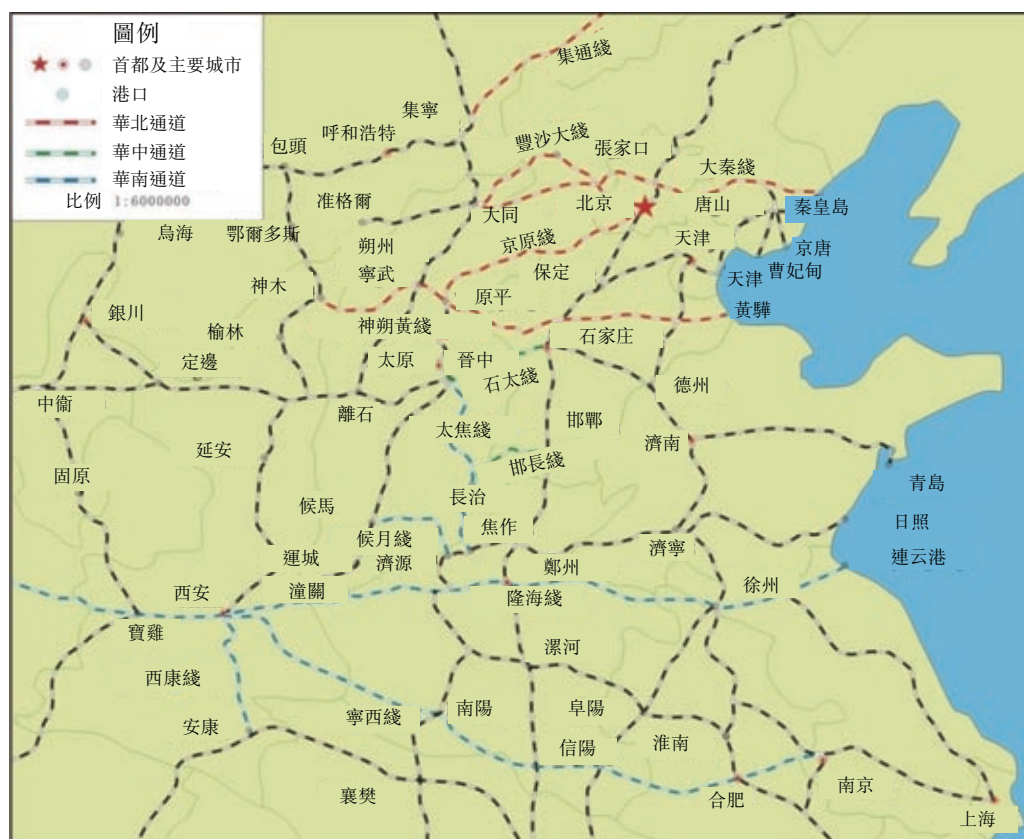 圖例
首都及主要城市
港口
華北通道
華中通道
華南通道
比例 1:6000000
集通綫
集寧
呼和浩特
包頭
豐沙大綫
張家口
大秦綫
准格爾
大同
北京
唐山
秦皇島
烏海
鄂爾多斯
朔州
京原綫
天津
京唐
寧武
保定
天津
曹妃甸
神木
原平
黃驊
銀川
榆林
神朔黃綫
石家庄
定邊
太原
晉中
石太綫
德州
中衞
離石
太焦綫
邯鄲
濟南
延安
邯長綫
固原
青島
候馬
長治
焦作
日照
候月綫
濟寧
運城
濟源
鄭州
連云港
西安
潼關
隆海綫
徐州
寶雞
漯河
西康綫
安康
寧西綫
南陽
阜陽
信陽
淮南
襄樊
合肥
南京
上海